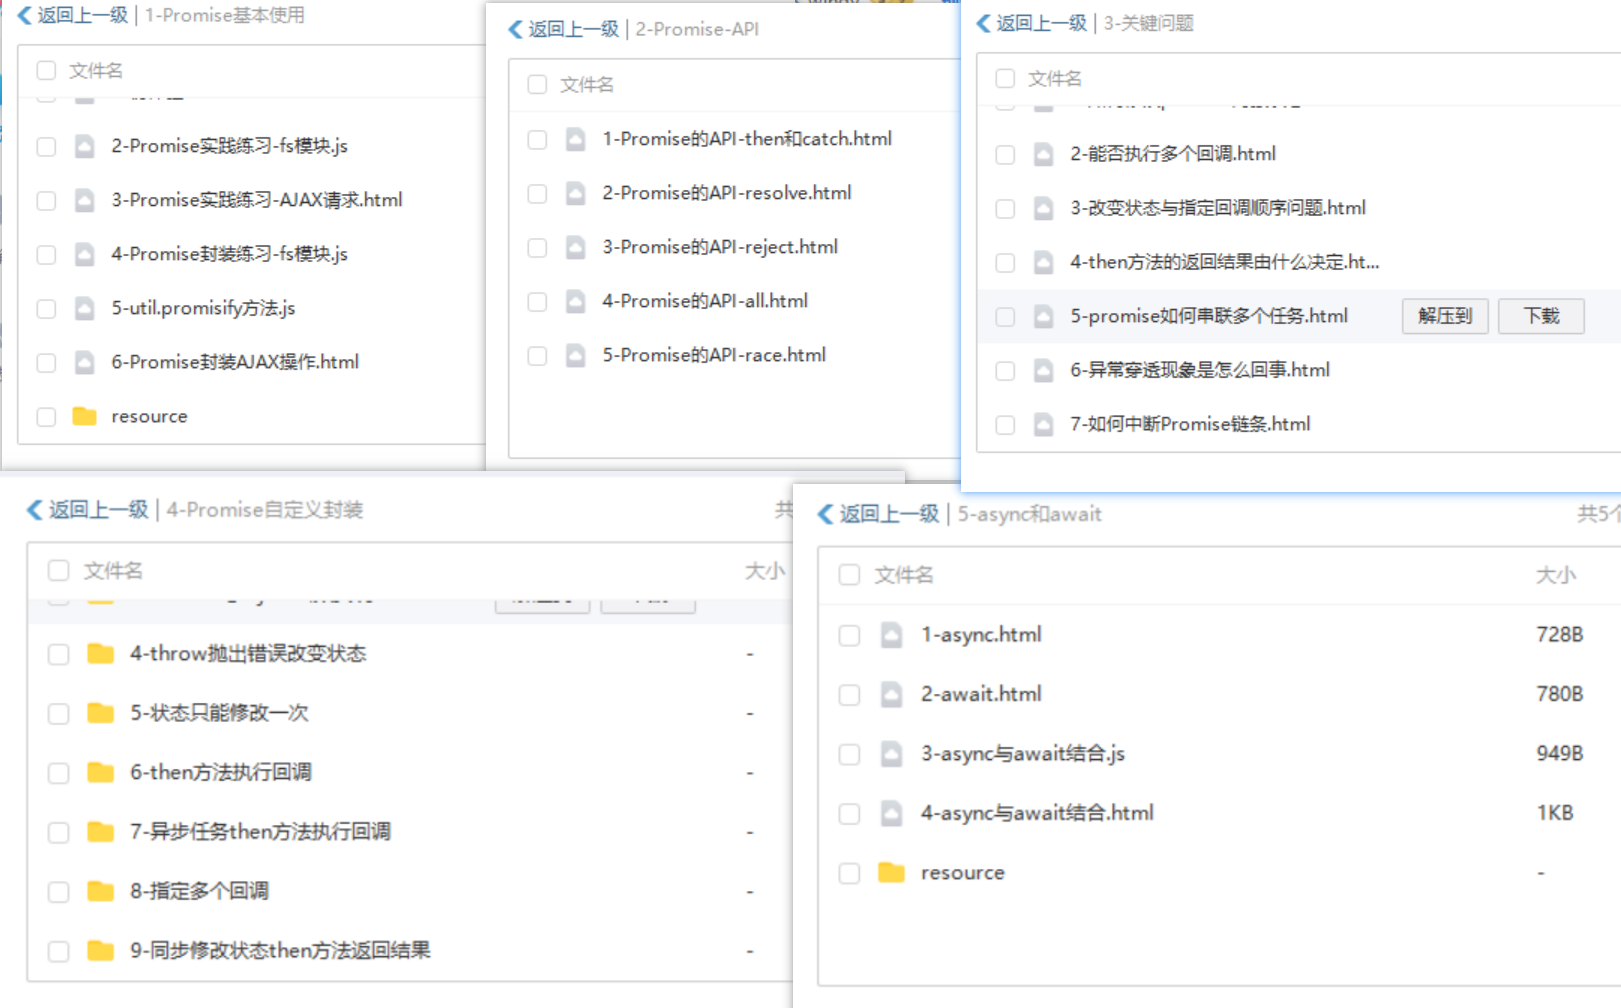 返回上一级 | 1-Promise基本使用
文件名
2-Promise实践练习-fs模块.js
3-Promise实践练习-AJAX请求.html
4-Promise封装练习-fs模块.js
5-util.promisify方法.js
6-Promise封装AJAX操作.html
resource
返回上一级 | 2-Promise-API
文件名
1-Promise的API-then和catch.html
2-Promise的API-resolve.html
3-Promise的API-reject.html
4-Promise的API-all.html
5-Promise的API-race.html
返回上一级 | 3-关键问题
文件名
2-能否执行多个回调.html
3-改变状态与指定回调顺序问题.html
4-then方法的返回结果由什么决定.ht...
5-promise如何串联多个任务.html 解压到 下载
6-异常穿透现象是怎么回事.html
7-如何中断Promise链条.html
返回上一级 | 4-Promise自定义封装 共
文件名 大小
4-throw抛出错误改变状态 -
5-状态只能修改一次 -
6-then方法执行回调 -
7-异步任务then方法执行回调 -
8-指定多个回调 -
9-同步修改状态then方法返回结果 -
返回上一级 | 5-async和await 共5个
文件名 大小
1-async.html 728B
2-await.html 780B
3-async与await结合.js 949B
4-async与await结合.html 1KB
resource -